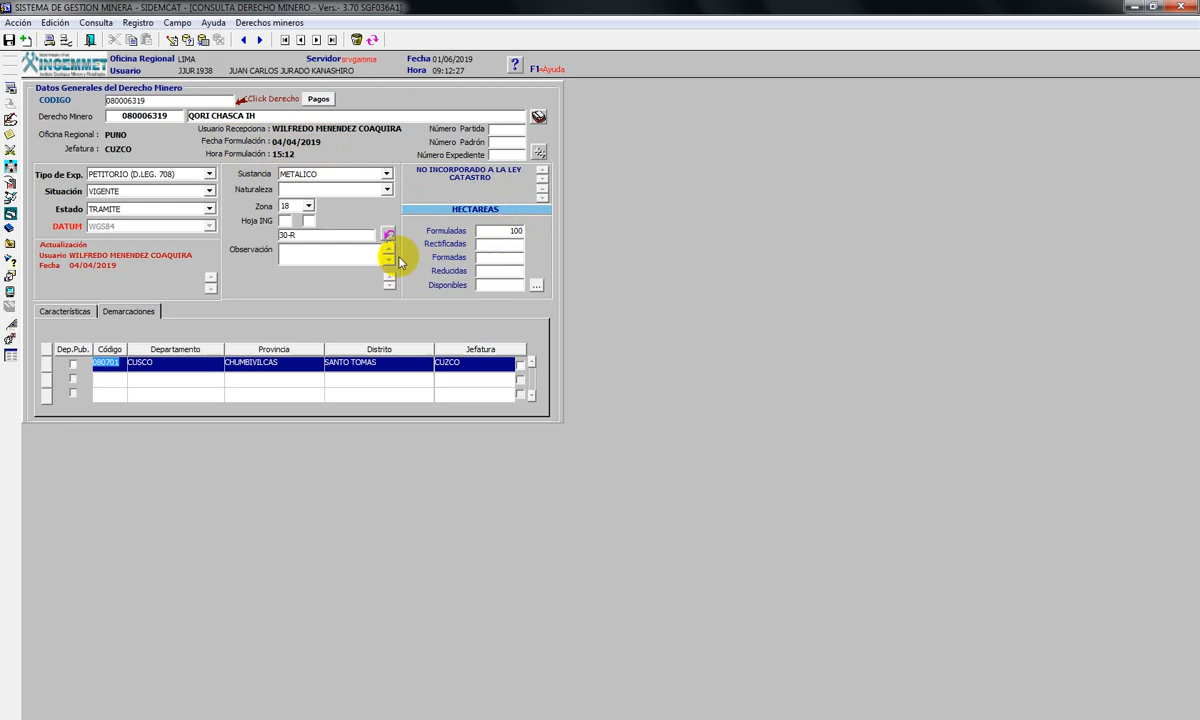 SISTEMA DE GESTION MINERA - SIDEMCAT - [CONSULTA DERECHO MINERO - Vers.- 3.70 SGF036A1]
Acción Edición Consulta Registro Campo Ayuda Derechos mineros
INGEMMET
Oficina Regional LIMA Servidor srvgamma Fecha 01/06/2019
Usuario JJUR1938 JUAN CARLOS JURADO KANASHIRO Hora 09:12:27 ? F1=Ayuda
Datos Generales del Derecho Minero
CODIGO 080006319 Click Derecho Pagos
Derecho Minero 080006319 QORI CHASCA IH
Usuario Recepciona : WILFREDO MENENDEZ COAQUIRA Número Partida
Oficina Regional : PUNO Fecha Formulación : 04/04/2019 Número Padrón
Jefatura : CUZCO Hora Formulación : 15:12 Número Expediente
Tipo de Exp. PETITORIO (D.LEG. 708) Sustancia METALICO NO INCORPORADO A LA LEY CATASTRO
Situación VIGENTE Naturaleza
Estado TRAMITE Zona 18 HECTAREAS
DATUM WGS84 Hoja ING
30-R Formuladas 100
Actualización Observación Rectificadas
Usuario WILFREDO MENENDEZ COAQUIRA Formadas
Fecha 04/04/2019 Reducidas
Disponibles ...
Características Demarcaciones
Dep.Pub. Código Departamento Provincia Distrito Jefatura
080701 CUSCO CHUMBIVILCAS SANTO TOMAS CUZCO